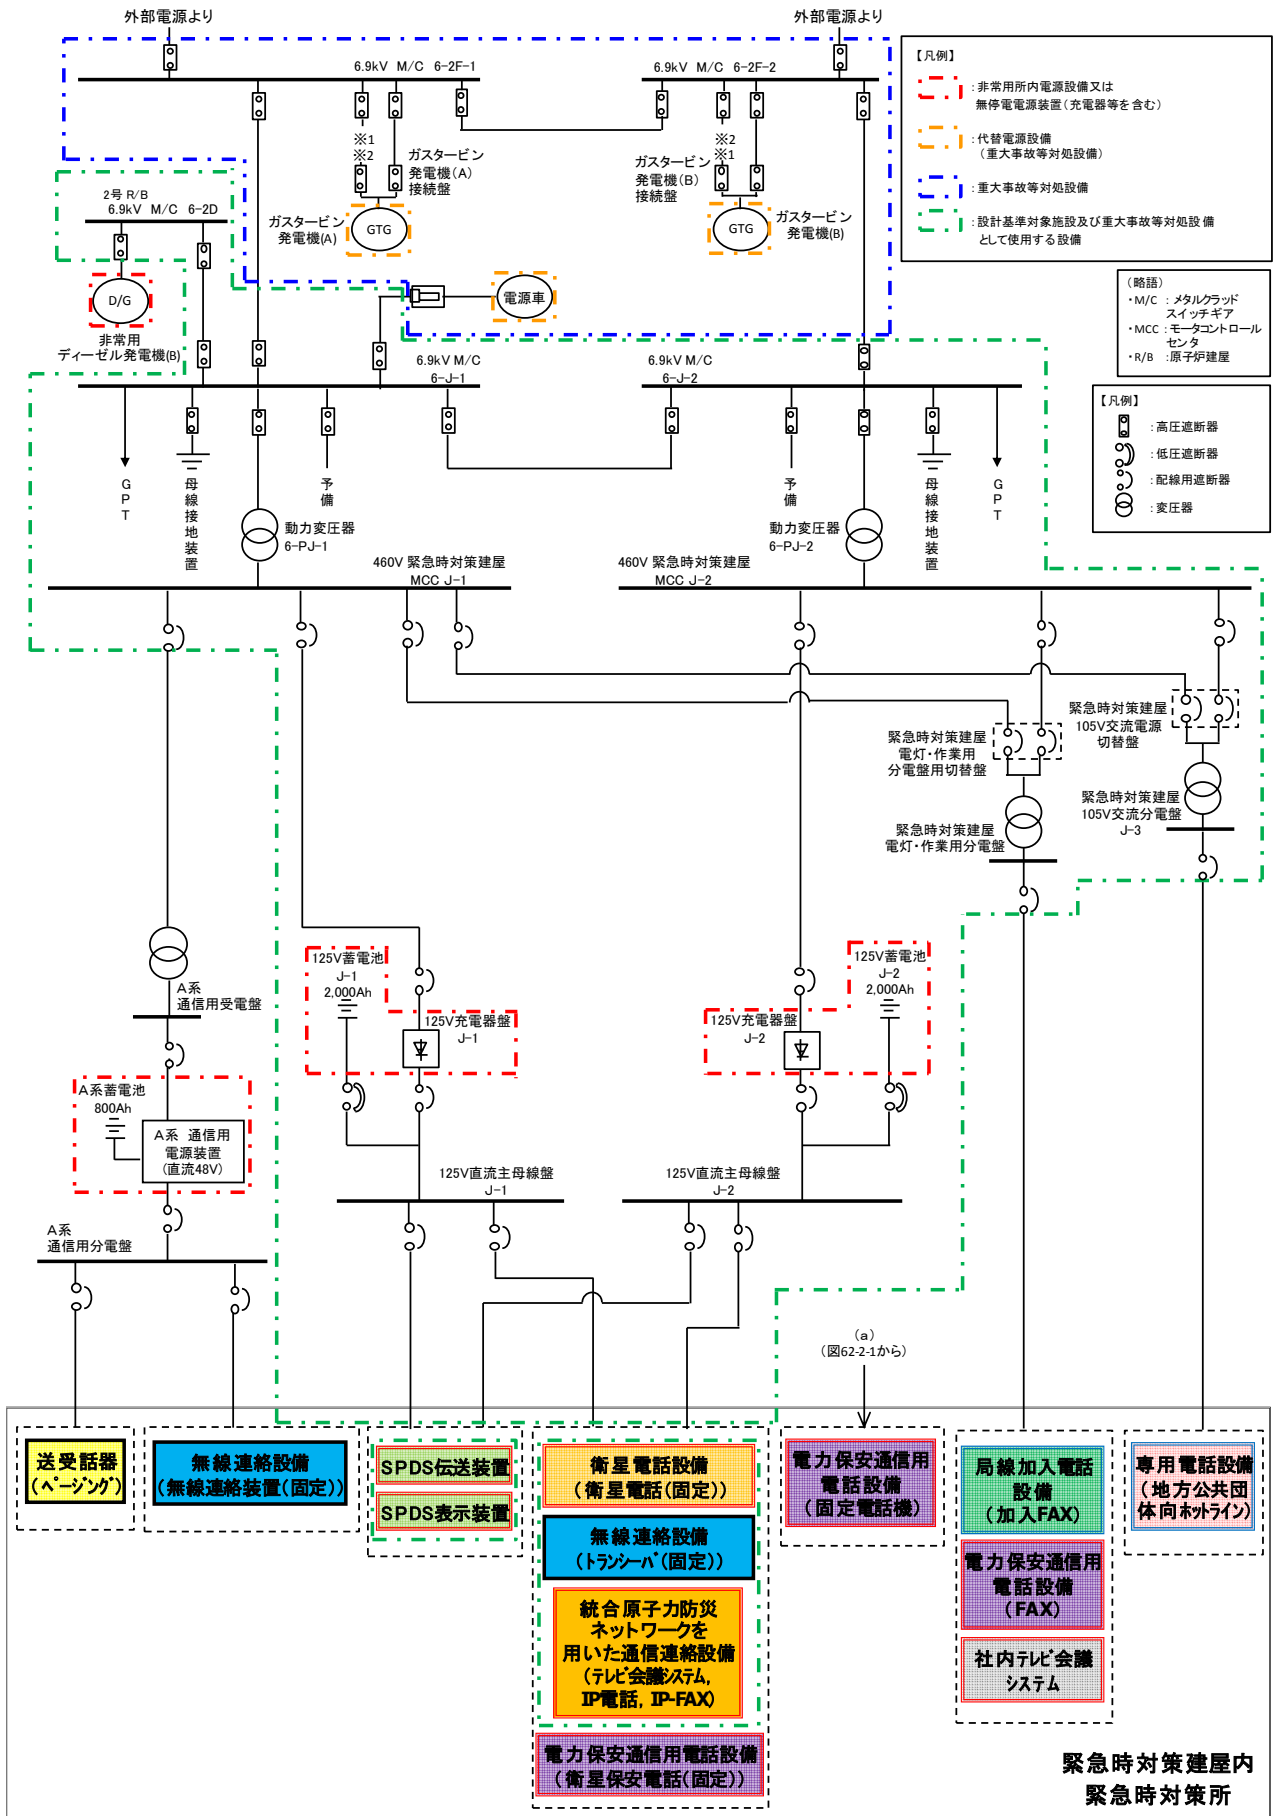 外部電源より
外部電源より
6.9kV M/C 6-2F-1
6.9kV M/C 6-2F-2
※1
※2
ガスタービン
発電機(A)
接続盤
※2
※1
ガスタービン
発電機(B)
接続盤
ガスタービン
発電機(A)
GTG
GTG
ガスタービン
発電機(B)
2号 R/B
6.9kV M/C 6-2D
D/G
非常用
ディーゼル発電機(B)
電源車
【凡例】
：非常用所内電源設備又は
無停電電源装置(充電器等を含む)
：代替電源設備
(重大事故等対処設備)
：重大事故等対処設備
：設計基準対象施設及び重大事故等対処設備
として使用する設備
(略語)
・M/C ：メタルクラッド
スイッチギア
・MCC ：モータコントロール
センタ
・R/B ：原子炉建屋
【凡例】
：高圧遮断器
：低圧遮断器
：配線用遮断器
：変圧器
6.9kV M/C
6-J-1
6.9kV M/C
6-J-2
GPT
母線接地装置
予備
予備
母線接地装置
GPT
動力変圧器
6-PJ-1
動力変圧器
6-PJ-2
460V 緊急時対策建屋
MCC J-1
460V 緊急時対策建屋
MCC J-2
緊急時対策建屋
105V交流電源
切替盤
緊急時対策建屋
電灯・作業用
分電盤用切替盤
緊急時対策建屋
105V交流分電盤
J-3
緊急時対策建屋
電灯・作業用分電盤
A系
通信用受電盤
125V蓄電池
J-1
2,000Ah
125V充電器盤
J-1
125V蓄電池
J-2
2,000Ah
125V充電器盤
J-2
A系蓄電池
800Ah
A系 通信用
電源装置
(直流48V)
125V直流主母線盤
J-1
125V直流主母線盤
J-2
A系
通信用分電盤
(a)
(図62-2-1から)
送受話器
(ページング)
無線連絡設備
(無線連絡装置(固定))
SPDS伝送装置
SPDS表示装置
衛星電話設備
(衛星電話(固定))
無線連絡設備
(トランシーバ(固定))
統合原子力防災
ネットワークを
用いた通信連絡設備
(テレビ会議システム,
IP電話, IP-FAX)
電力保安通信用電話設備
(衛星保安電話(固定))
電力保安通信用
電話設備
(固定電話機)
局線加入電話
設備
(加入FAX)
電力保安通信用
電話設備
(FAX)
社内テレビ会議
システム
専用電話設備
(地方公共団
体向ホットライン)
緊急時対策建屋内
緊急時対策所